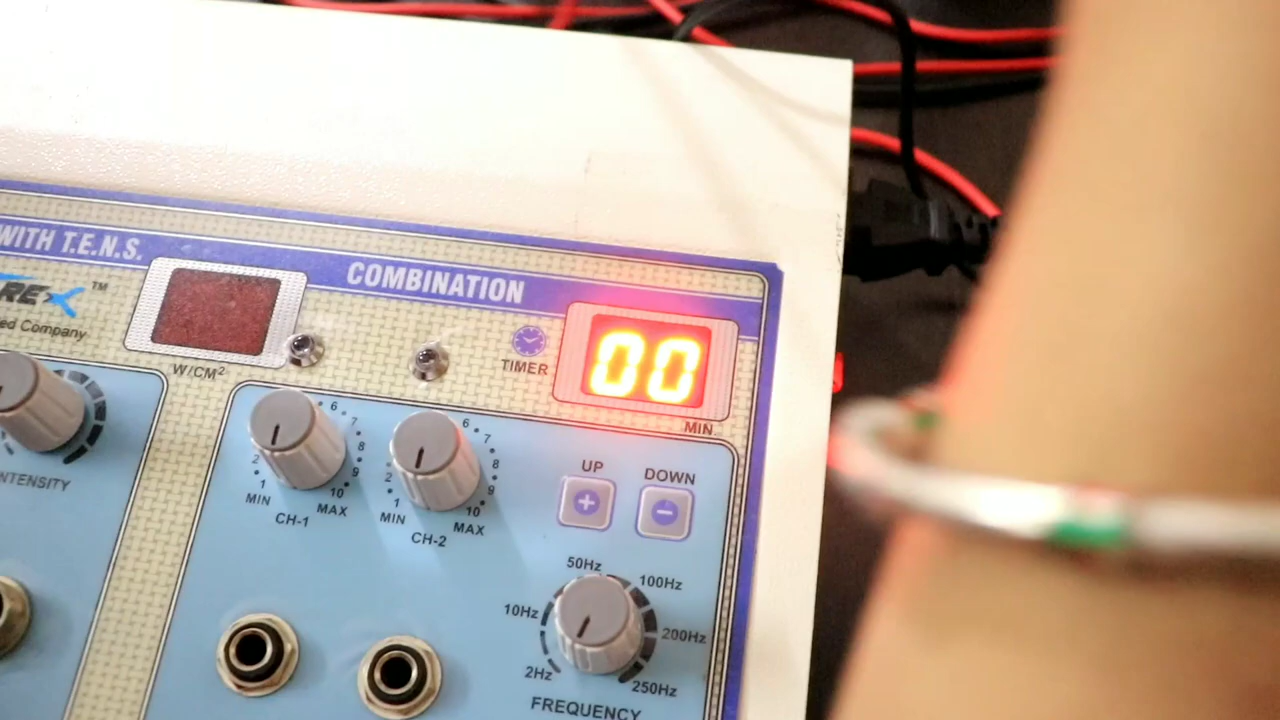 WITH T.E.N.S.
COMBINATION
RE-X™
ed Company
W/CM²
TIMER
00
MIN.
NTENSITY
2
1
MIN
6
7
8
9
10
MAX
CH-1
2
1
MIN
6
7
8
9
10
MAX
CH-2
UP
DOWN
+
−
50Hz
100Hz
10Hz
200Hz
2Hz
250Hz
FREQUENCY